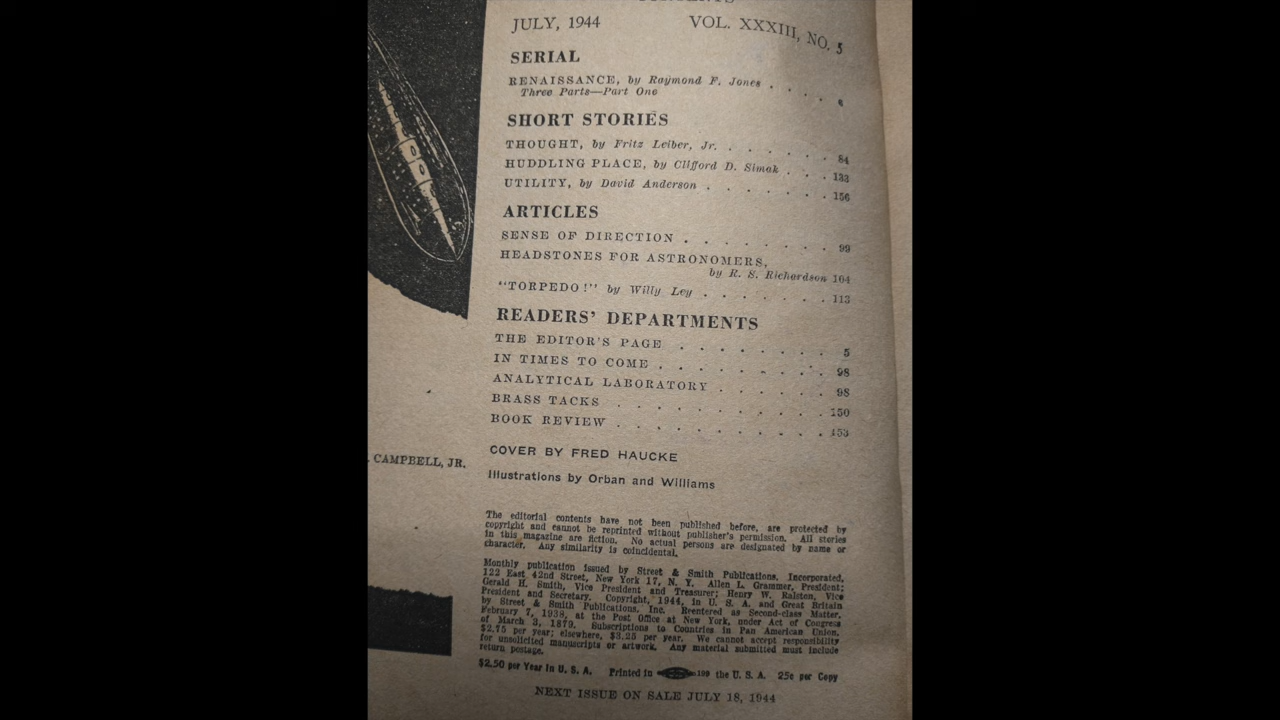 CONTENTS
JULY, 1944 VOL. XXXIII, NO. 5
SERIAL
RENAISSANCE, by Raymond F. Jones . . . . 6
Three Parts—Part One
SHORT STORIES
THOUGHT, by Fritz Leiber, Jr. . . . . . . . 84
HUDDLING PLACE, by Clifford D. Simak . . . 133
UTILITY, by David Anderson . . . . . . . 156
ARTICLES
SENSE OF DIRECTION . . . . . . . . 99
HEADSTONES FOR ASTRONOMERS,
by R. S. Richardson 104
"TORPEDO!" by Willy Ley . . . . . . . 113
READERS' DEPARTMENTS
THE EDITOR'S PAGE . . . . . . . . 5
IN TIMES TO COME . . . . . . . . . 98
ANALYTICAL LABORATORY . . . . . . . 98
BRASS TACKS . . . . . . . . . . 150
BOOK REVIEW . . . . . . . . . . 153
CAMPBELL, JR.
COVER BY FRED HAUCKE
Illustrations by Orban and Williams
The editorial contents have not been published before, are protected by
copyright and cannot be reprinted without publisher's permission. All stories
in this magazine are fiction. No actual persons are designated by name or
character. Any similarity is coincidental.
Monthly publication issued by Street & Smith Publications, Incorporated,
122 East 42nd Street, New York 17, N. Y. Allen L. Grammer, President;
Gerald H. Smith, Vice President and Treasurer; Henry W. Ralston, Vice
President and Secretary. Copyright, 1944, in U. S. A. and Great Britain
by Street & Smith Publications, Inc. Reentered as Second-class Matter,
February 7, 1938, at the Post Office at New York, under Act of Congress
of March 3, 1879. Subscriptions to Countries in Pan American Union,
$2.75 per year; elsewhere, $3.25 per year. We cannot accept responsibility
for unsolicited manuscripts or artwork. Any material submitted must include
return postage.
$2.50 per Year in U. S. A. Printed in the U. S. A. 25c per Copy
NEXT ISSUE ON SALE JULY 18, 1944